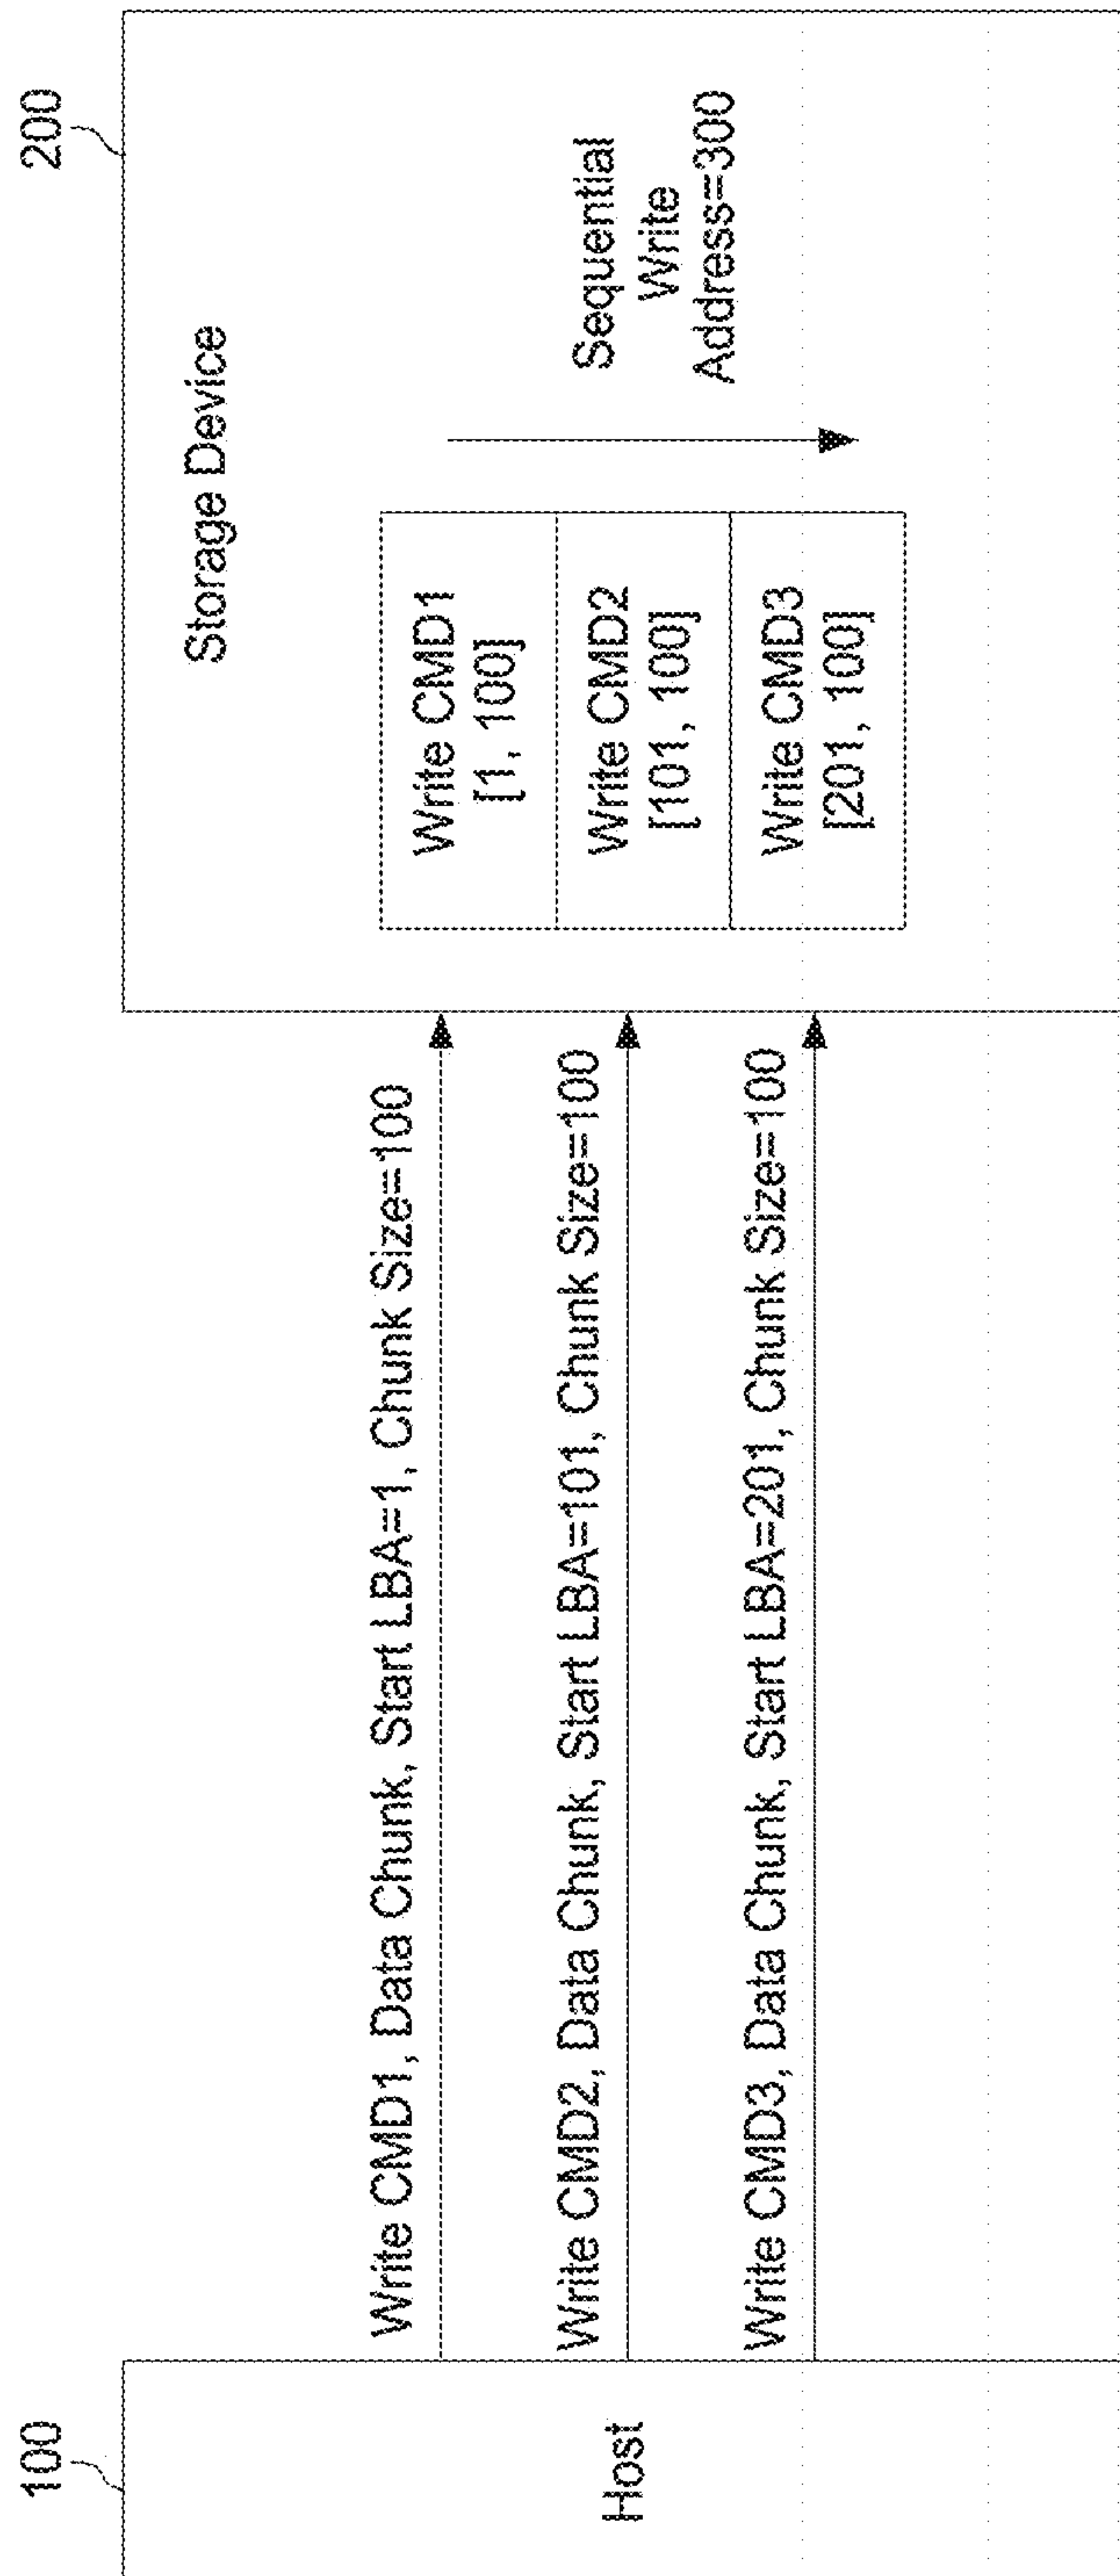 100
200
Host
Storage Device
Write CMD1, Data Chunk, Start LBA=1, Chunk Size=100
Write CMD2, Data Chunk, Start LBA=101, Chunk Size=100
Write CMD3, Data Chunk, Start LBA=201, Chunk Size=100
Write CMD1
[1, 100]
Write CMD2
[101, 100]
Write CMD3
[201, 100]
Sequential
Write
Address=300